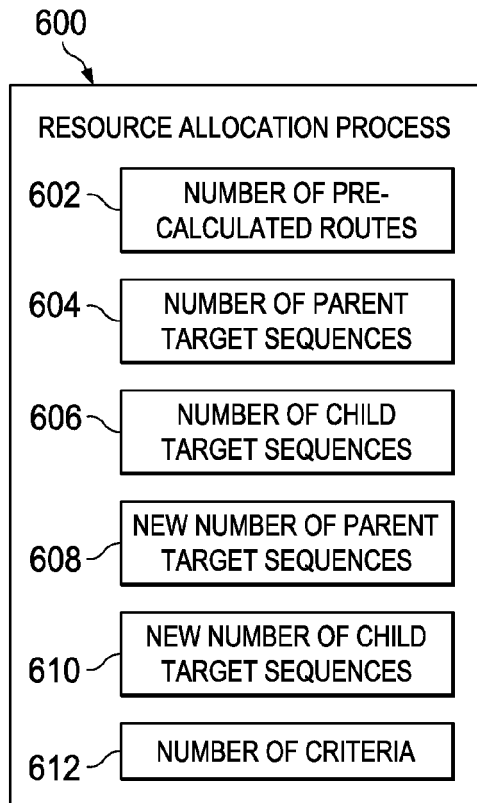 600
RESOURCE ALLOCATION PROCESS
602
NUMBER OF PRE-
CALCULATED ROUTES
604
NUMBER OF PARENT
TARGET SEQUENCES
606
NUMBER OF CHILD
TARGET SEQUENCES
608
NEW NUMBER OF PARENT
TARGET SEQUENCES
610
NEW NUMBER OF CHILD
TARGET SEQUENCES
612
NUMBER OF CRITERIA